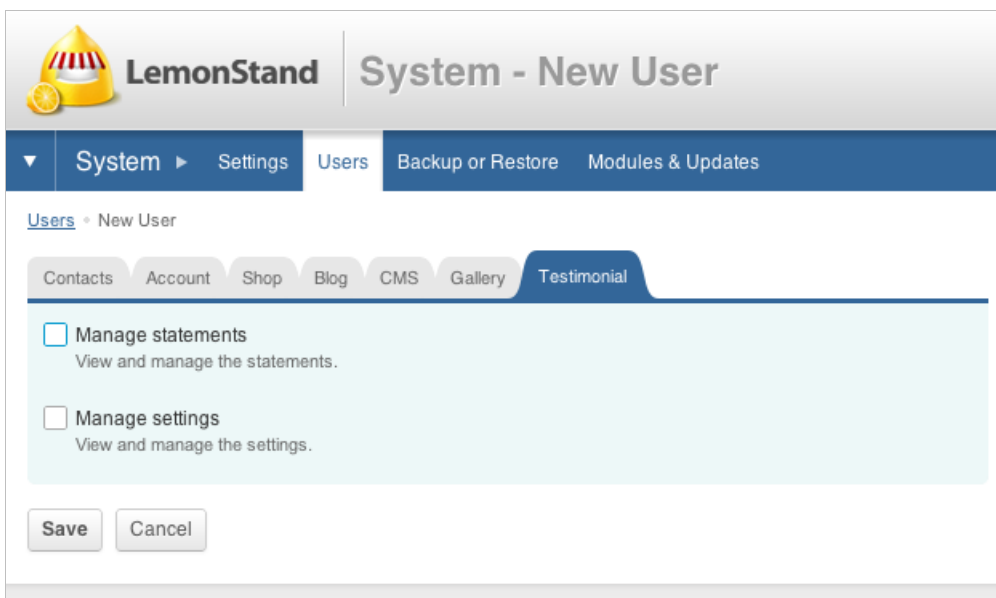 LemonStand System - New User
System Settings Users Backup or Restore Modules & Updates
Users • New User
Contacts Account Shop Blog CMS Gallery Testimonial
Manage statements
View and manage the statements.
Manage settings
View and manage the settings.
Save Cancel